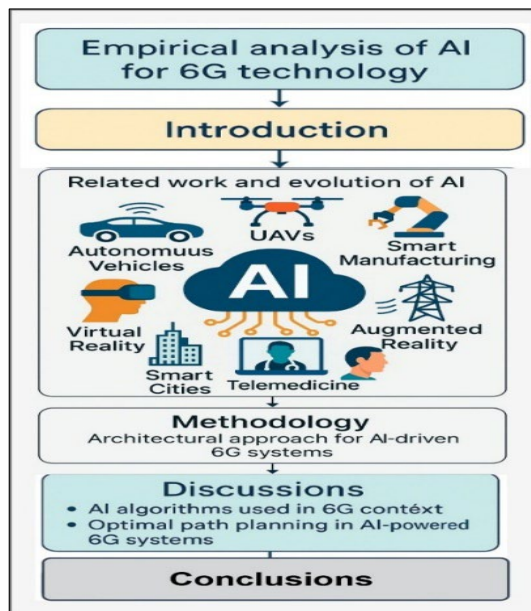 Empirical analysis of AI
for 6G technology
Introduction
Related work and evolution of AI
Autonomuus
Vehicles
UAVs
Smart
Manufacturing
AI
Virtual
Reality
Augmented
Reality
Smart
Cities
Telemedicine
Methodology
Architectural approach for AI-driven
6G systems
Discussions
• AI algorithms used in 6G contéxt
• Optimal path planning in AI-powered
6G systems
Conclusions